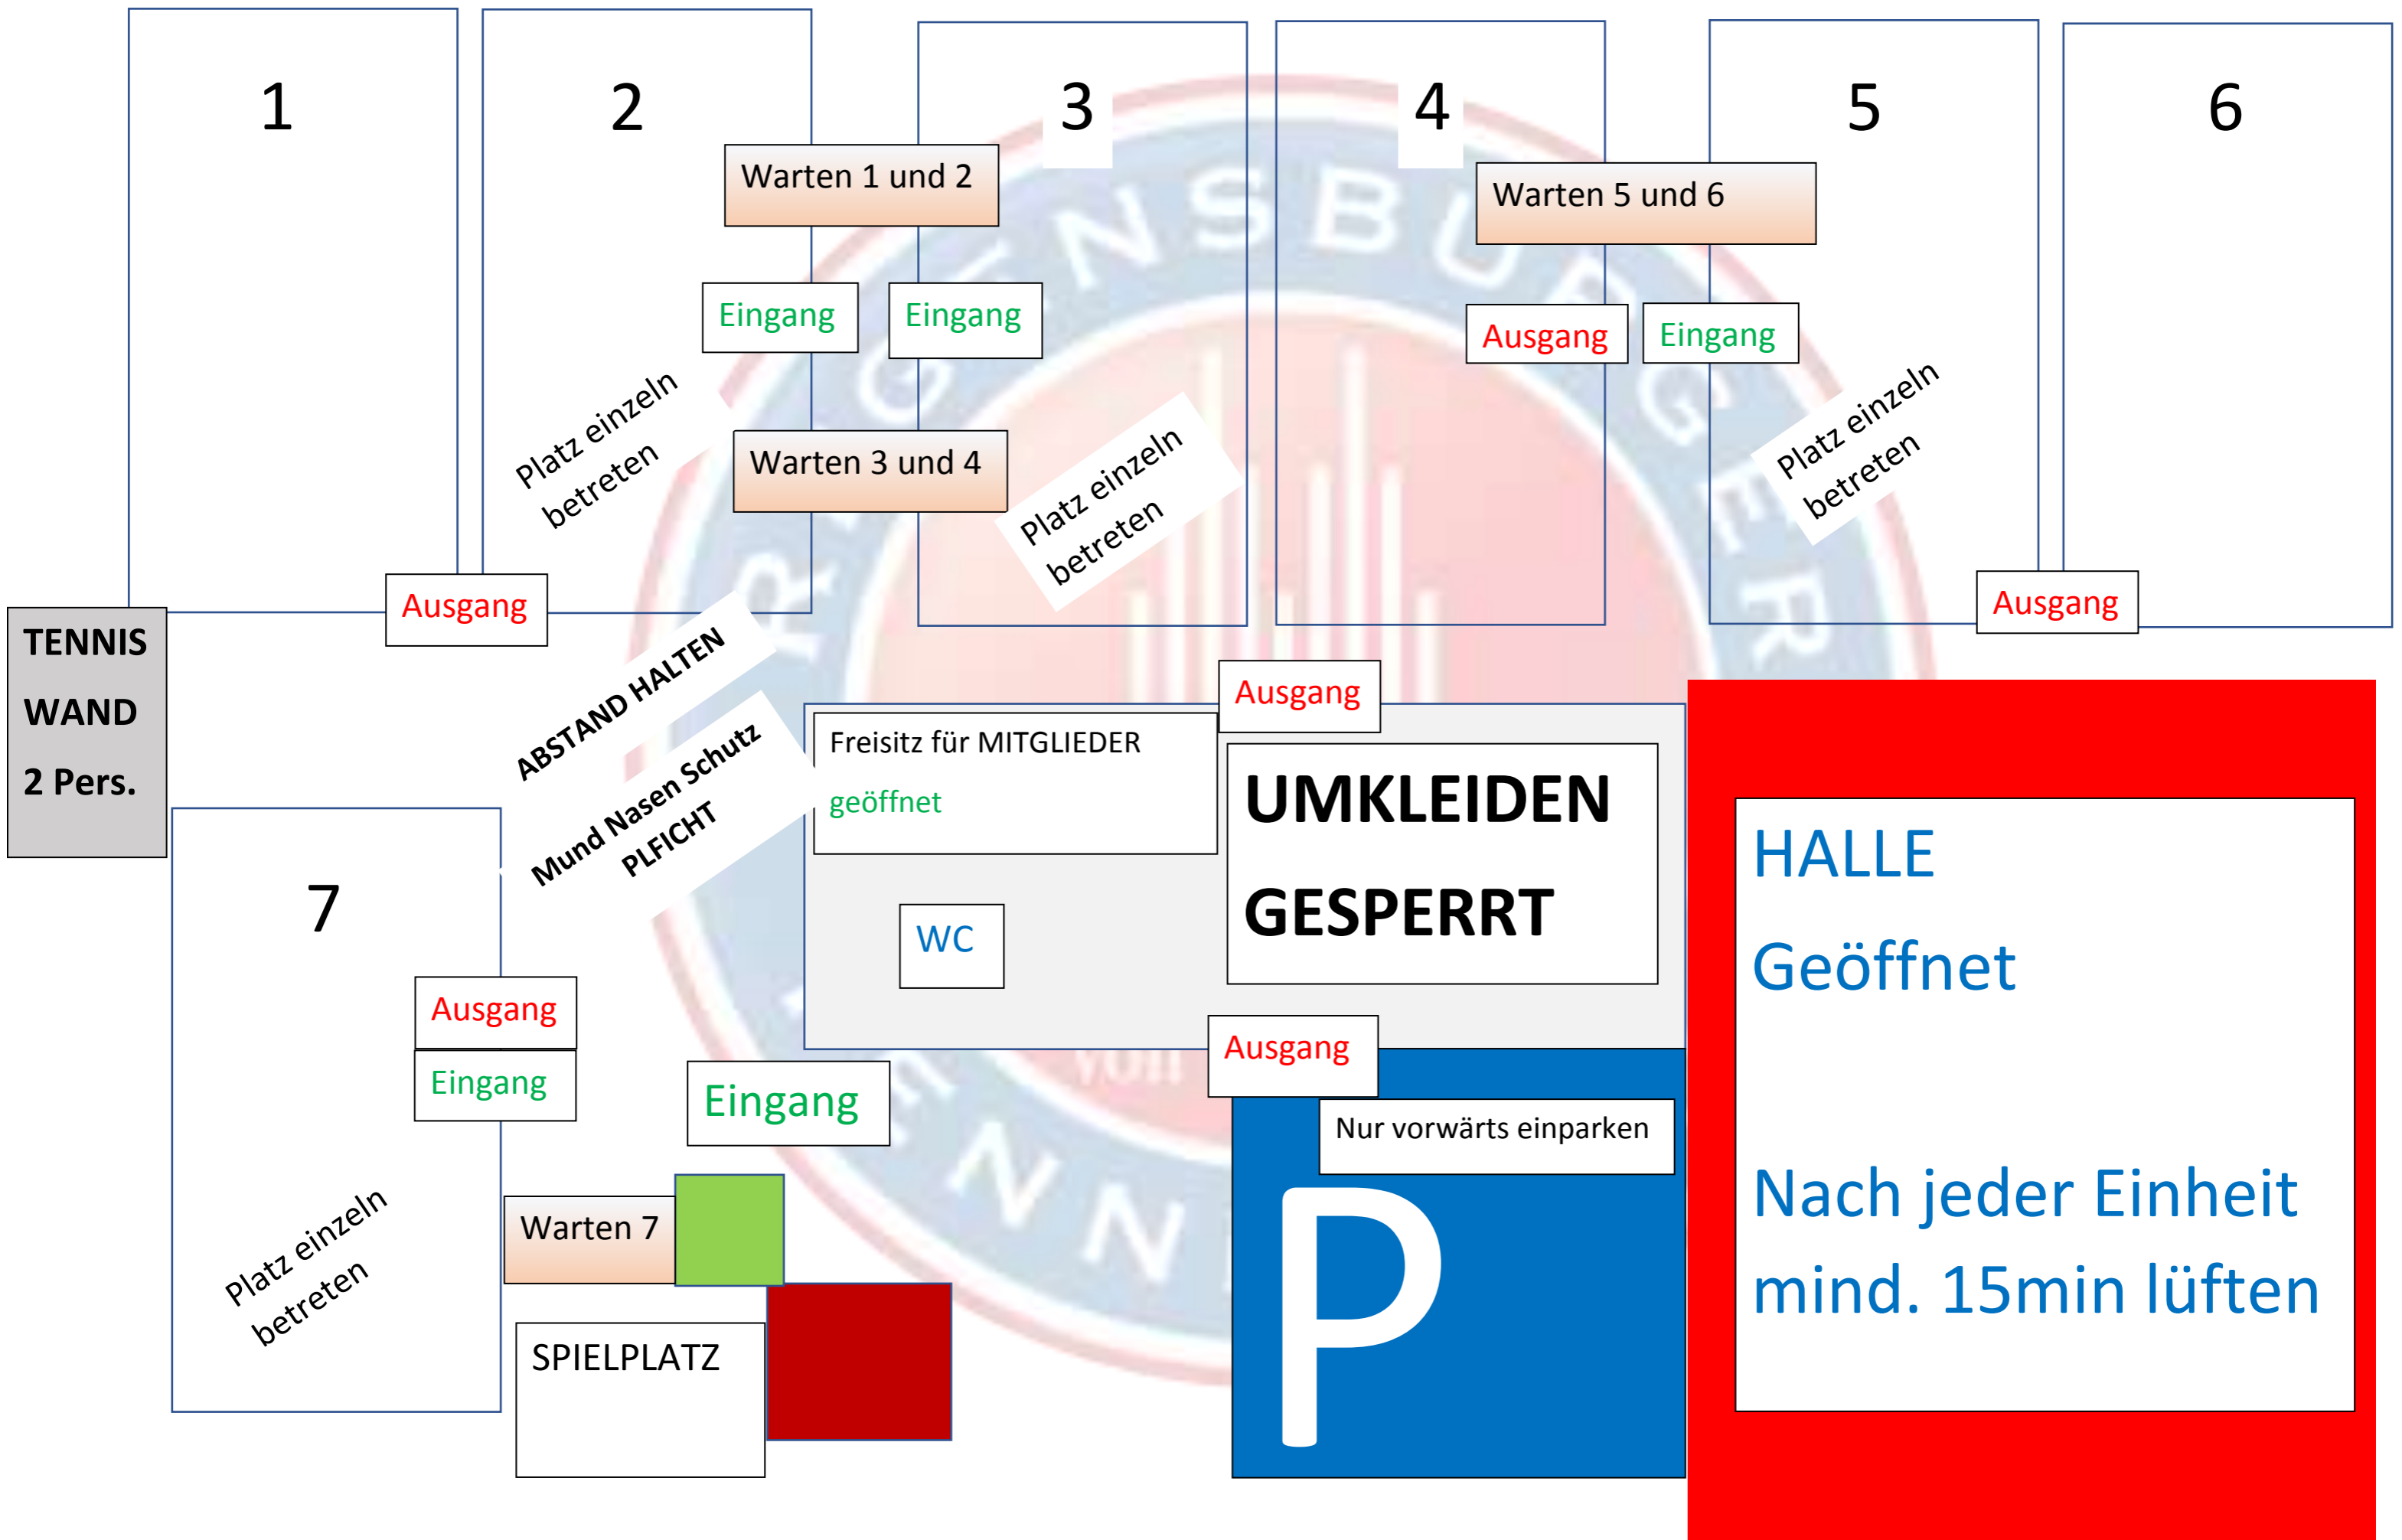 1
2
3
4
5
6
Warten 1 und 2
Warten 5 und 6
Eingang
Eingang
Ausgang
Eingang
Platz einzeln
betreten
Warten 3 und 4
Platz einzeln
betreten
Platz einzeln
betreten
Ausgang
Ausgang
TENNIS
WAND
2 Pers.
ABSTAND HALTEN
Mund Nasen Schutz
PLFICHT
Ausgang
Freisitz für MITGLIEDER
geöffnet
UMKLEIDEN
GESPERRT
WC
HALLE
Geöffnet
Nach jeder Einheit
mind. 15min lüften
7
Ausgang
Eingang
Eingang
Ausgang
Nur vorwärts einparken
P
Warten 7
Platz einzeln
betreten
SPIELPLATZ
REGENSBURGER
von